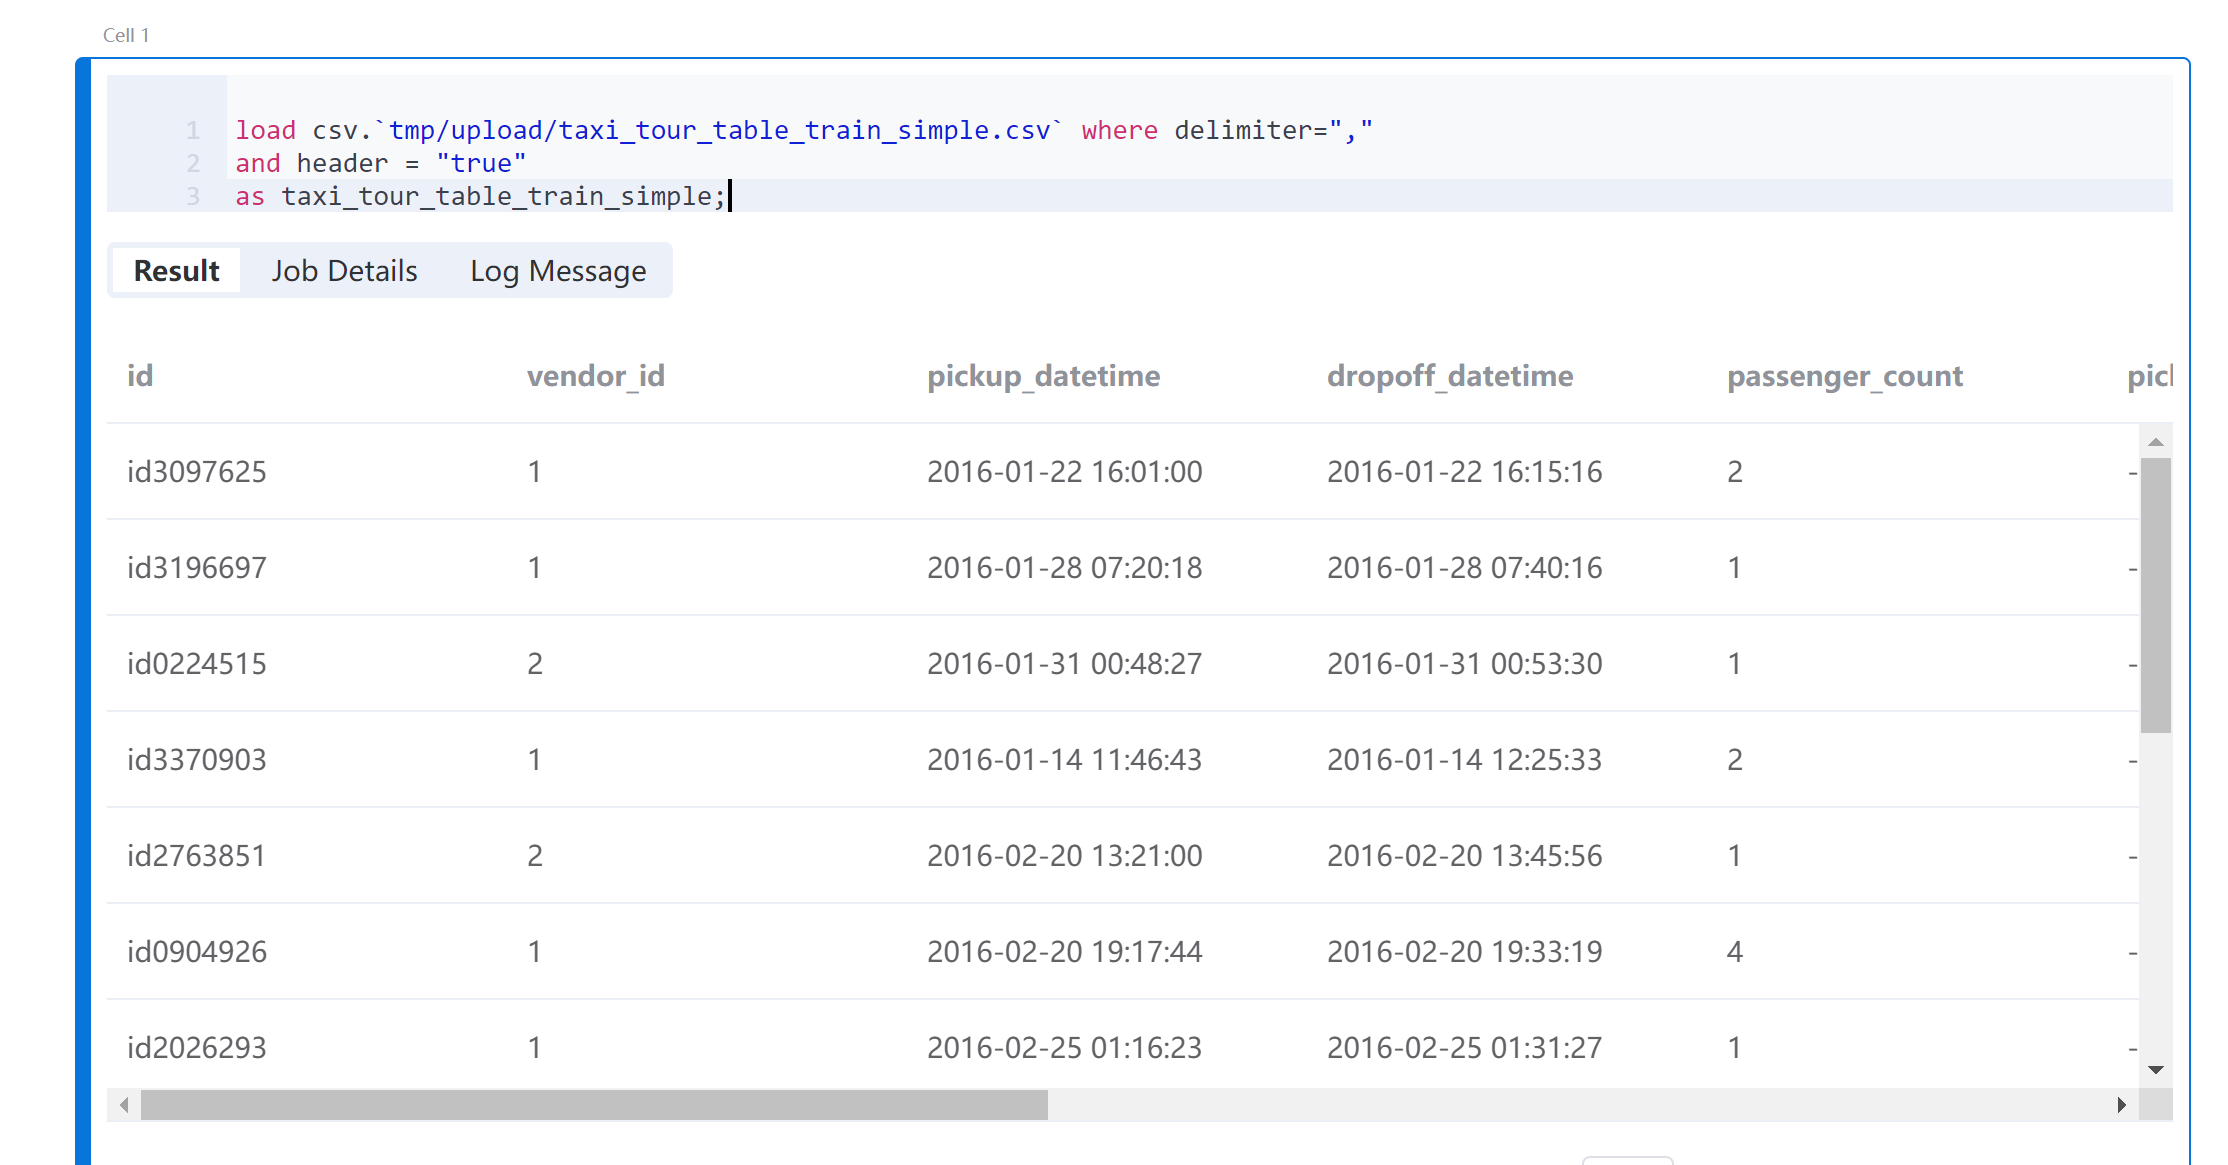 Cell 1
1 load csv.`tmp/upload/taxi_tour_table_train_simple.csv` where delimiter=","
2 and header = "true"
3 as taxi_tour_table_train_simple;
Result Job Details Log Message
id vendor_id pickup_datetime dropoff_datetime passenger_count
id3097625 1 2016-01-22 16:01:00 2016-01-22 16:15:16 2 -
id3196697 1 2016-01-28 07:20:18 2016-01-28 07:40:16 1 -
id0224515 2 2016-01-31 00:48:27 2016-01-31 00:53:30 1 -
id3370903 1 2016-01-14 11:46:43 2016-01-14 12:25:33 2 -
id2763851 2 2016-02-20 13:21:00 2016-02-20 13:45:56 1 -
id0904926 1 2016-02-20 19:17:44 2016-02-20 19:33:19 4 -
id2026293 1 2016-02-25 01:16:23 2016-02-25 01:31:27 1 -